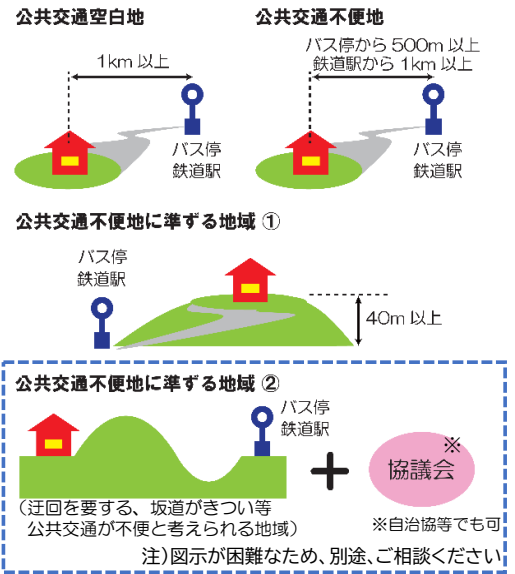 公共交通空白地
1km 以上
バス停
鉄道駅
公共交通不便地
バス停から 500m 以上
鉄道駅から 1km 以上
バス停
鉄道駅
公共交通不便地に準ずる地域 ①
バス停
鉄道駅
40m 以上
公共交通不便地に準ずる地域 ②
バス停
鉄道駅
+
※
協議会
(迂回を要する、坂道がきつい等
公共交通が不便と考えられる地域)
※自治協等でも可
注)図示が困難なため、別途、ご相談ください